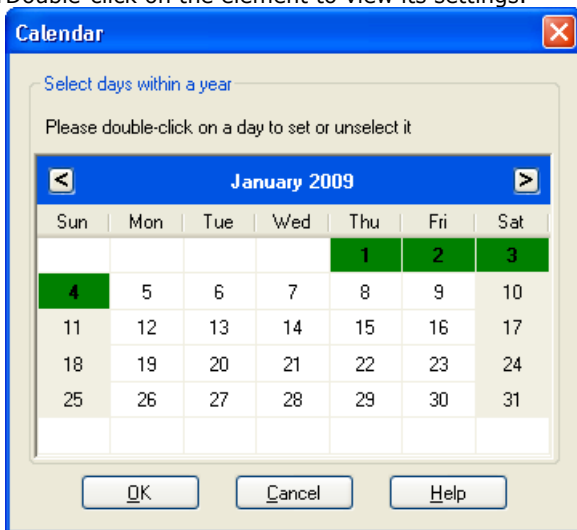 Double-click on the element to view its settings.
Calendar
Select days within a year
Please double-click on a day to set or unselect it
< January 2009 >
Sun Mon Tue Wed Thu Fri Sat
1 2 3
4 5 6 7 8 9 10
11 12 13 14 15 16 17
18 19 20 21 22 23 24
25 26 27 28 29 30 31
OK Cancel Help